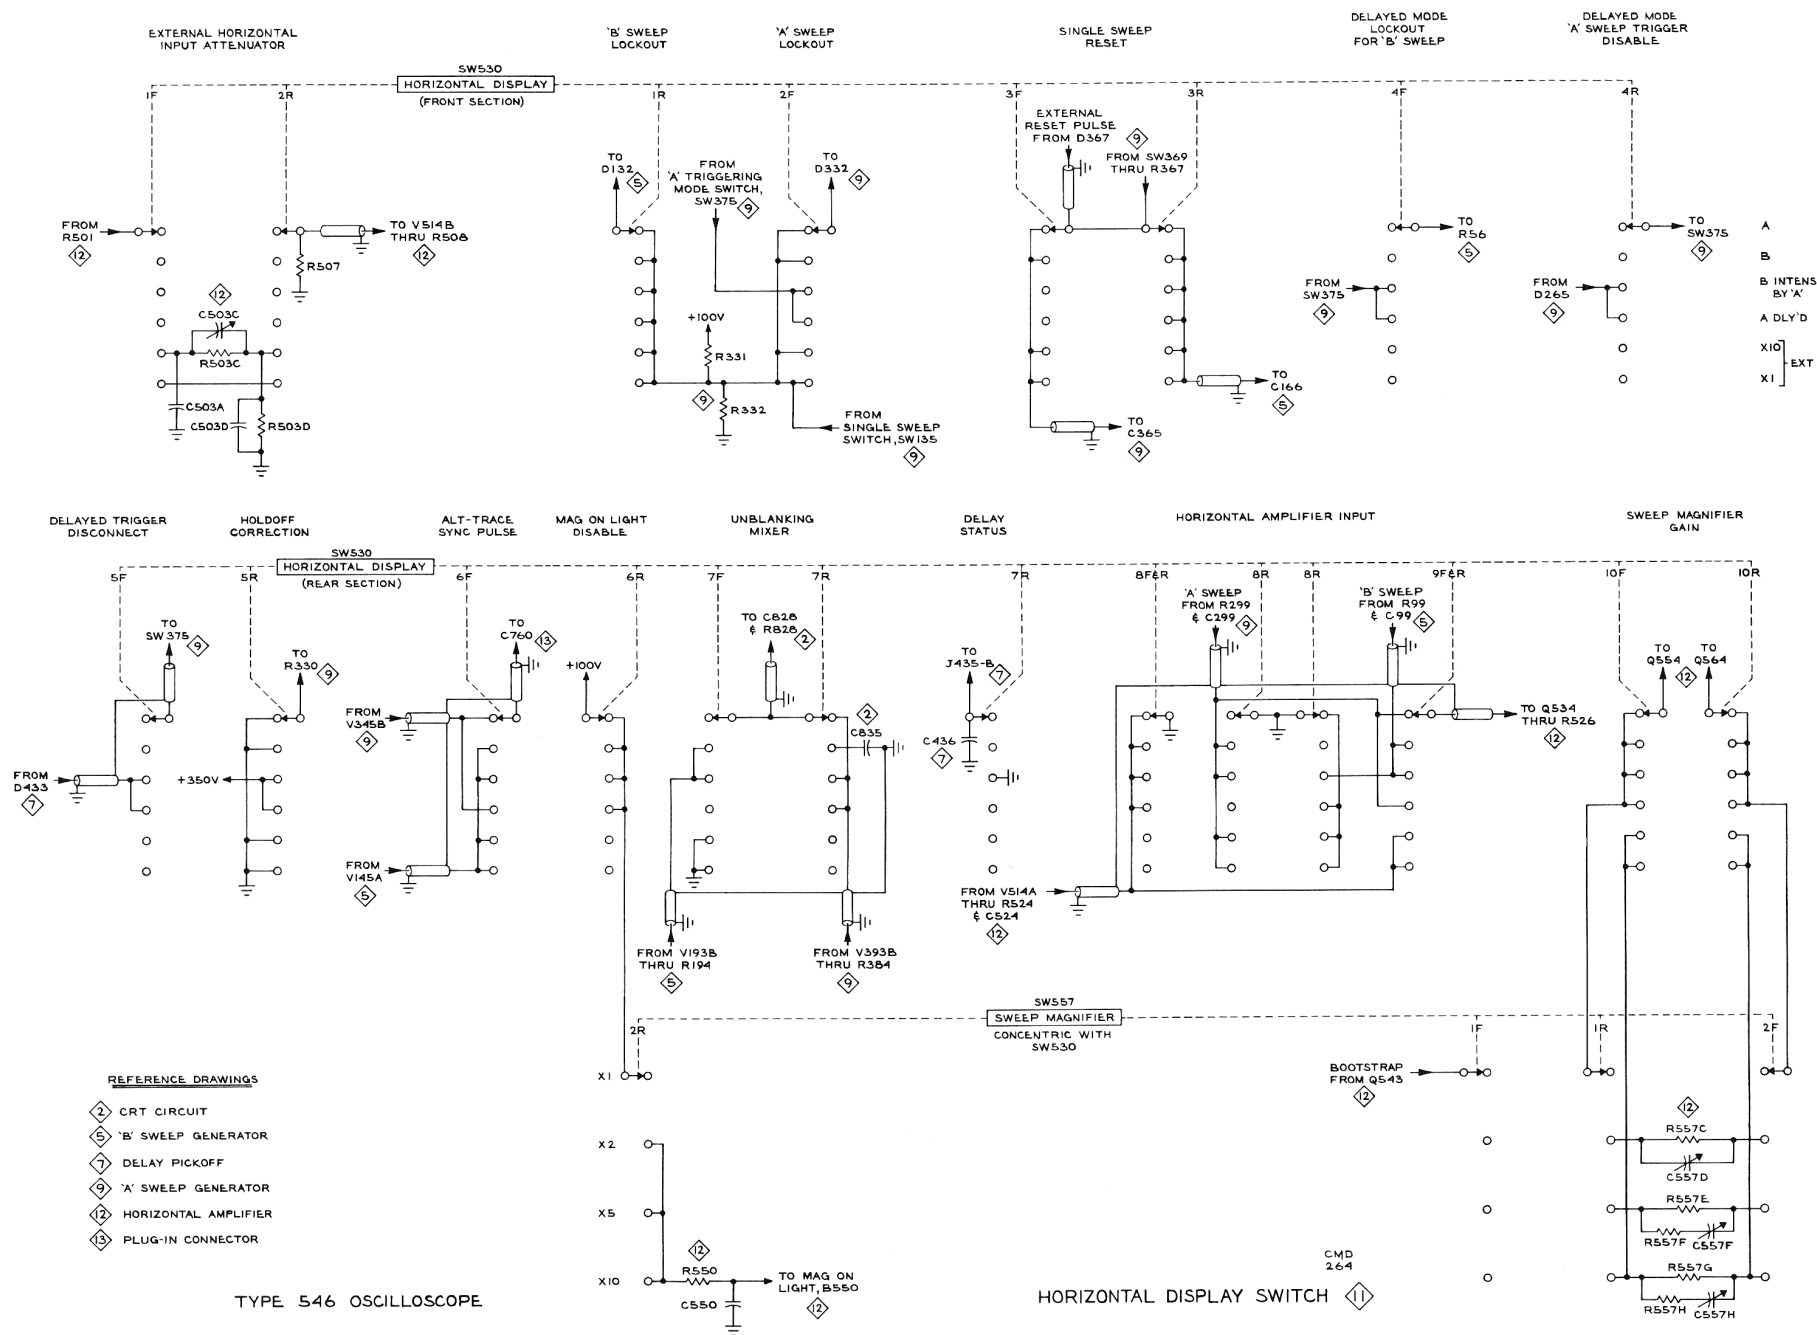 EXTERNAL HORIZONTAL
INPUT ATTENUATOR
'B' SWEEP
LOCKOUT
'A' SWEEP
LOCKOUT
SINGLE SWEEP
RESET
DELAYED MODE
LOCKOUT
FOR 'B' SWEEP
DELAYED MODE
'A' SWEEP TRIGGER
DISABLE
SW530
HORIZONTAL DISPLAY
(FRONT SECTION)
1F
2R
1R
2F
3F
3R
4F
4R
FROM
R501
12
TO V514B
THRU R508
12
R507
12
C503C
R503C
C503A
C503D
R503D
TO
D132
5
FROM
'A' TRIGGERING
MODE SWITCH,
SW375
9
TO
D332
9
+100V
R331
9
R332
FROM
SINGLE SWEEP
SWITCH, SW135
9
EXTERNAL
RESET PULSE
FROM D367
9
FROM SW369
THRU R367
TO
C166
5
TO
C365
9
TO
R56
5
FROM
SW375
9
TO
SW375
9
FROM
D265
9
A
B
B INTENS
BY 'A'
A DLY'D
X10
X1
EXT
DELAYED TRIGGER
DISCONNECT
HOLDOFF
CORRECTION
ALT-TRACE
SYNC PULSE
MAG ON LIGHT
DISABLE
UNBLANKING
MIXER
DELAY
STATUS
HORIZONTAL AMPLIFIER INPUT
SWEEP MAGNIFIER
GAIN
SW530
HORIZONTAL DISPLAY
(REAR SECTION)
5F
5R
6F
6R
7F
7R
7R
8F&R
8R
8R
9F&R
10F
10R
TO
SW375
9
FROM
D433
7
TO
R330
9
+350V
TO
C760
13
FROM
V345B
9
FROM
V145A
5
+100V
TO C828
& R828
2
2
C835
FROM V193B
THRU R194
5
FROM V393B
THRU R384
9
TO
J435-B
7
C436
7
'A' SWEEP
FROM R299
& C299
9
'B' SWEEP
FROM R99
& C99
5
TO Q534
THRU R526
12
FROM V514A
THRU R524
& C524
12
TO
Q554
12
TO
Q564
SW557
SWEEP MAGNIFIER
CONCENTRIC WITH
SW530
2R
1F
1R
2F
X1
X2
X5
X10
BOOTSTRAP
FROM Q543
12
12
R557C
C557D
R557E
R557F
C557F
R557G
R557H
C557H
12
R550
C550
TO MAG ON
LIGHT, B550
12
REFERENCE DRAWINGS
2 CRT CIRCUIT
5 'B' SWEEP GENERATOR
7 DELAY PICKOFF
9 'A' SWEEP GENERATOR
12 HORIZONTAL AMPLIFIER
13 PLUG-IN CONNECTOR
TYPE 546 OSCILLOSCOPE
CMD
264
HORIZONTAL DISPLAY SWITCH 11